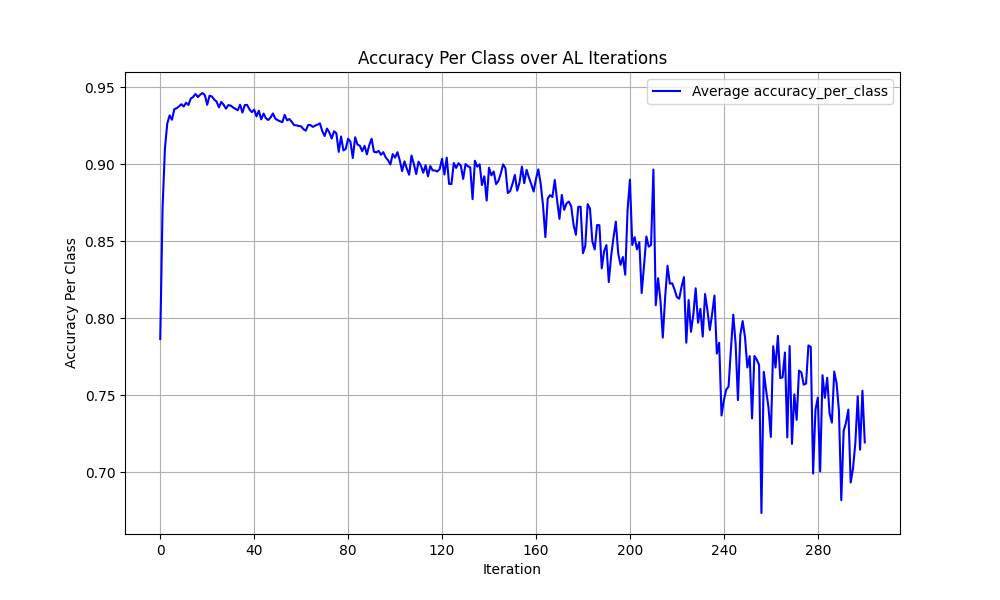 Accuracy Per Class over AL Iterations
Average accuracy_per_class
Accuracy Per Class
0.95
0.90
0.85
0.80
0.75
0.70
0 40 80 120 160 200 240 280
Iteration